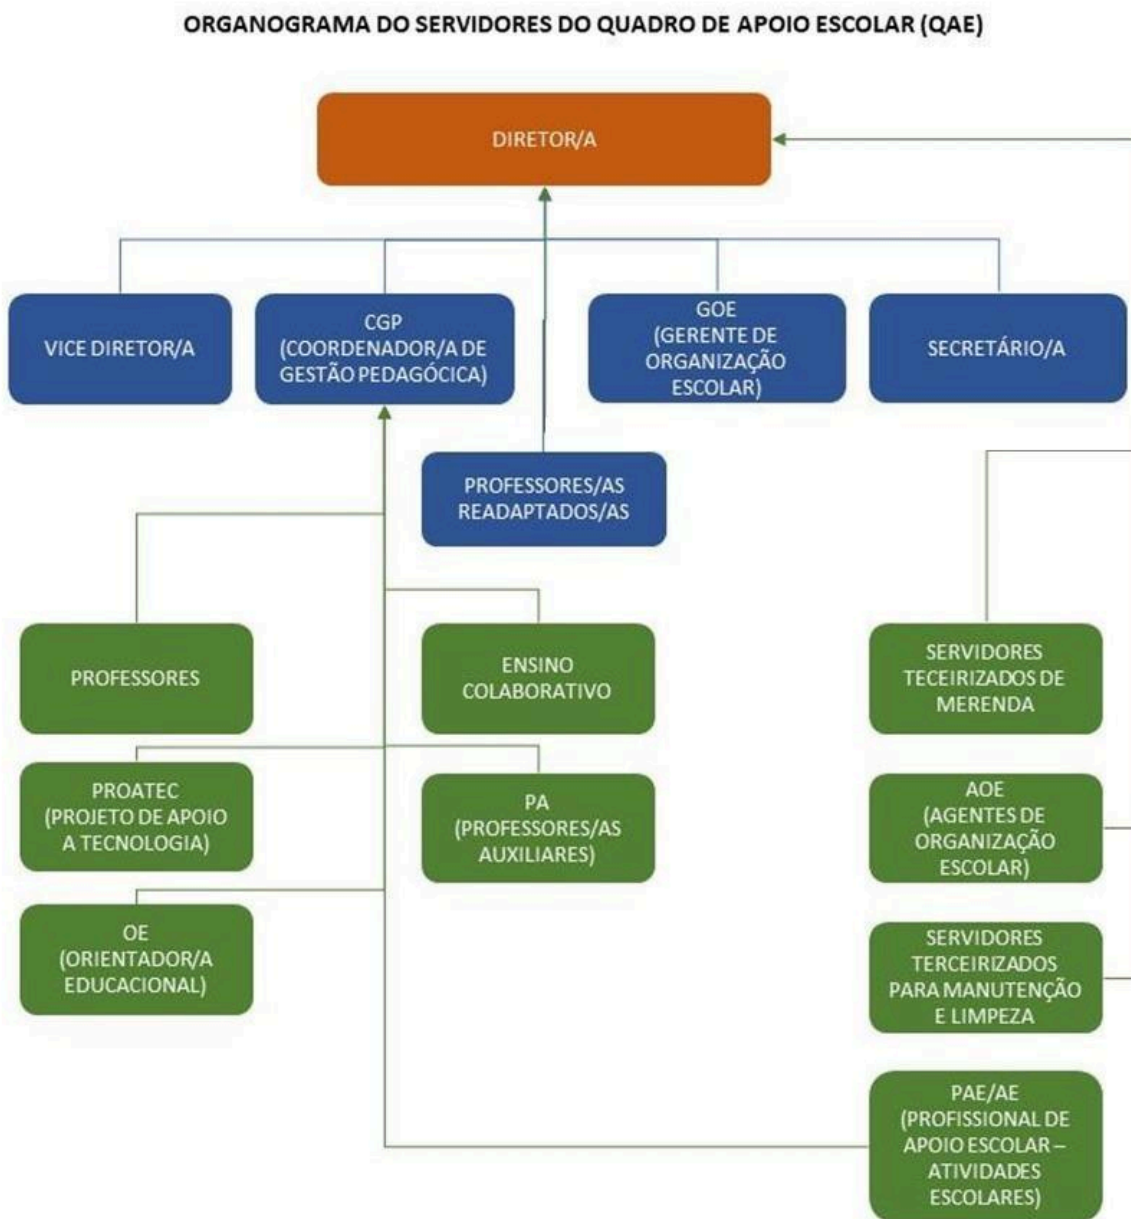 ORGANOGRAMA DO SERVIDORES DO QUADRO DE APOIO ESCOLAR (QAE)
DIRETOR/A
VICE DIRETOR/A
CGP
(COORDENADOR/A DE
GESTÃO PEDAGÓCICA)
GOE
(GERENTE DE
ORGANIZAÇÃO
ESCOLAR)
SECRETÁRIO/A
PROFESSORES/AS
READAPTADOS/AS
PROFESSORES
ENSINO
COLABORATIVO
SERVIDORES
TECEIRIZADOS DE
MERENDA
PROATEC
(PROJETO DE APOIO
A TECNOLOGIA)
PA
(PROFESSORES/AS
AUXILIARES)
AOE
(AGENTES DE
ORGANIZAÇÃO
ESCOLAR)
OE
(ORIENTADOR/A
EDUCACIONAL)
SERVIDORES
TERCEIRIZADOS
PARA MANUTENÇÃO
E LIMPEZA
PAE/AE
(PROFISSIONAL DE
APOIO ESCOLAR –
ATIVIDADES
ESCOLARES)